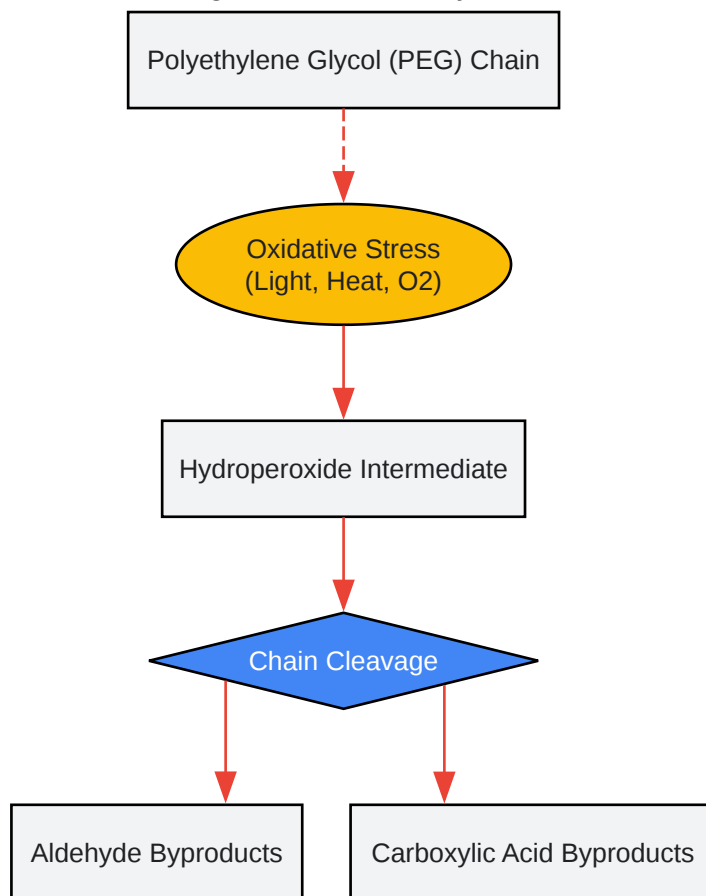 Polyethylene Glycol (PEG) Chain
Oxidative Stress
(Light, Heat, O2)
Hydroperoxide Intermediate
Chain Cleavage
Aldehyde Byproducts
Carboxylic Acid Byproducts